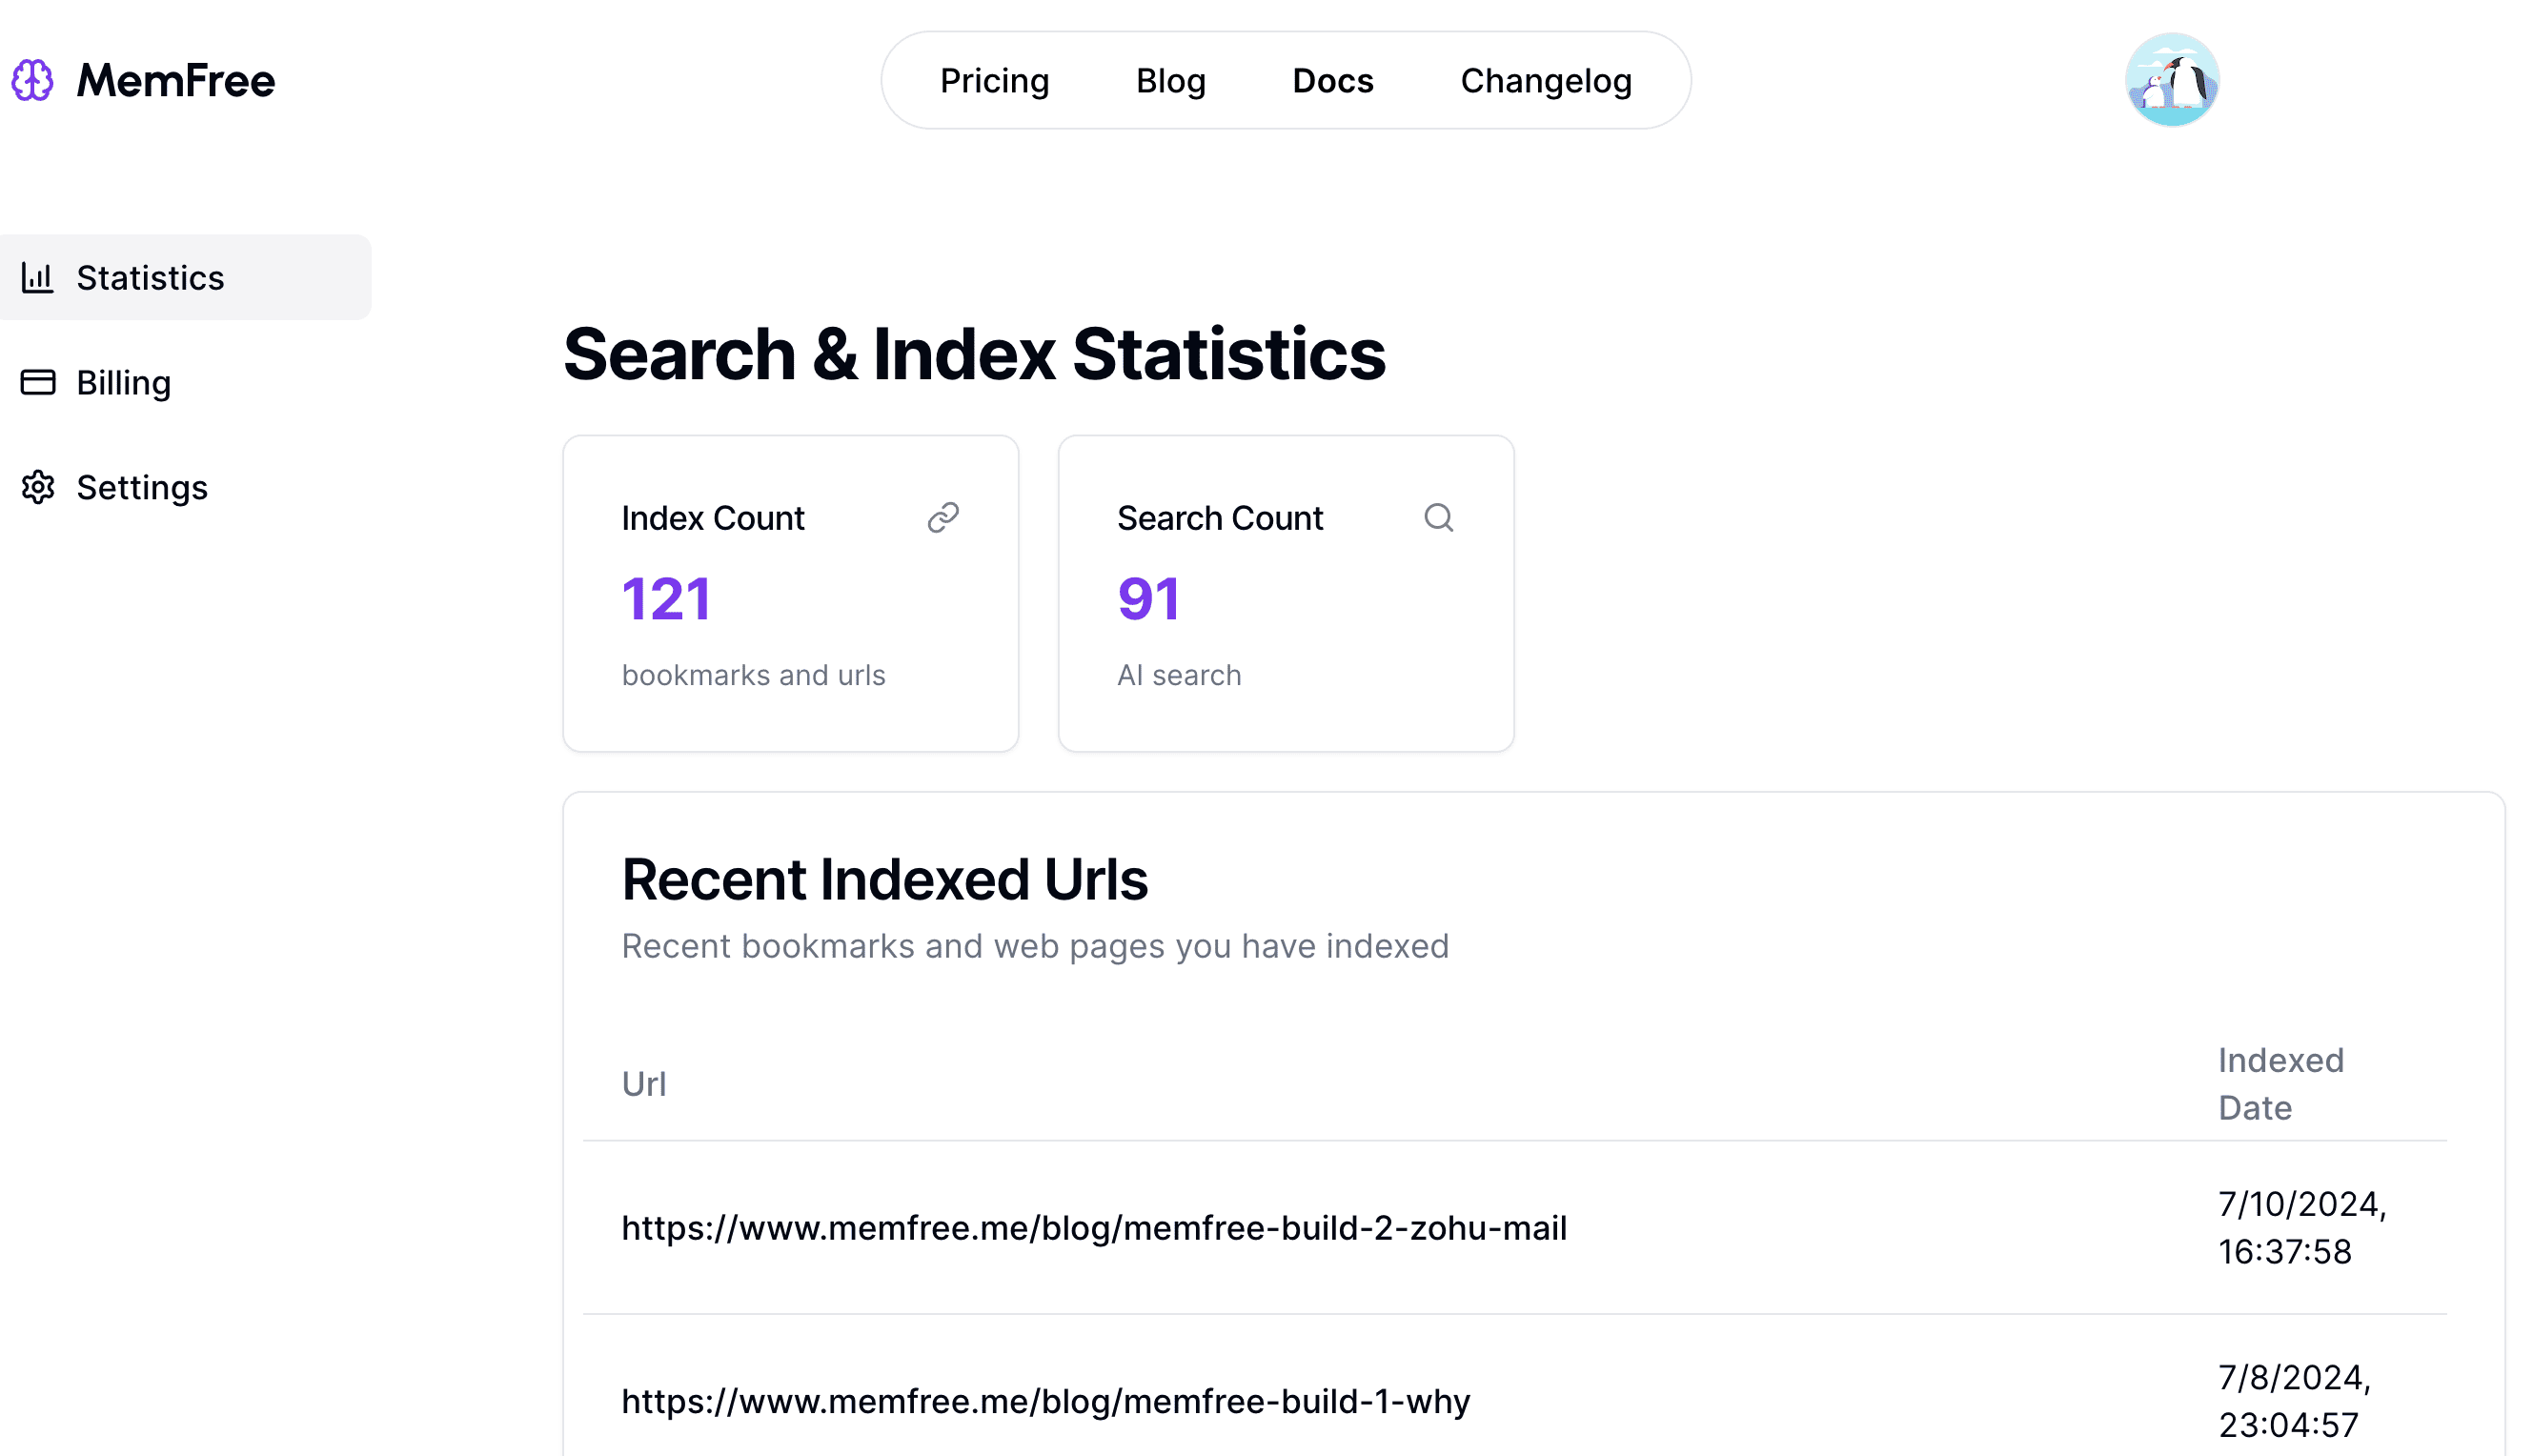 MemFree
Pricing Blog Docs Changelog
Statistics
Billing
Settings
Search & Index Statistics
Index Count
121
bookmarks and urls
Search Count
91
AI search
Recent Indexed Urls
Recent bookmarks and web pages you have indexed
Url
Indexed
Date
https://www.memfree.me/blog/memfree-build-2-zohu-mail
7/10/2024,
16:37:58
https://www.memfree.me/blog/memfree-build-1-why
7/8/2024,
23:04:57